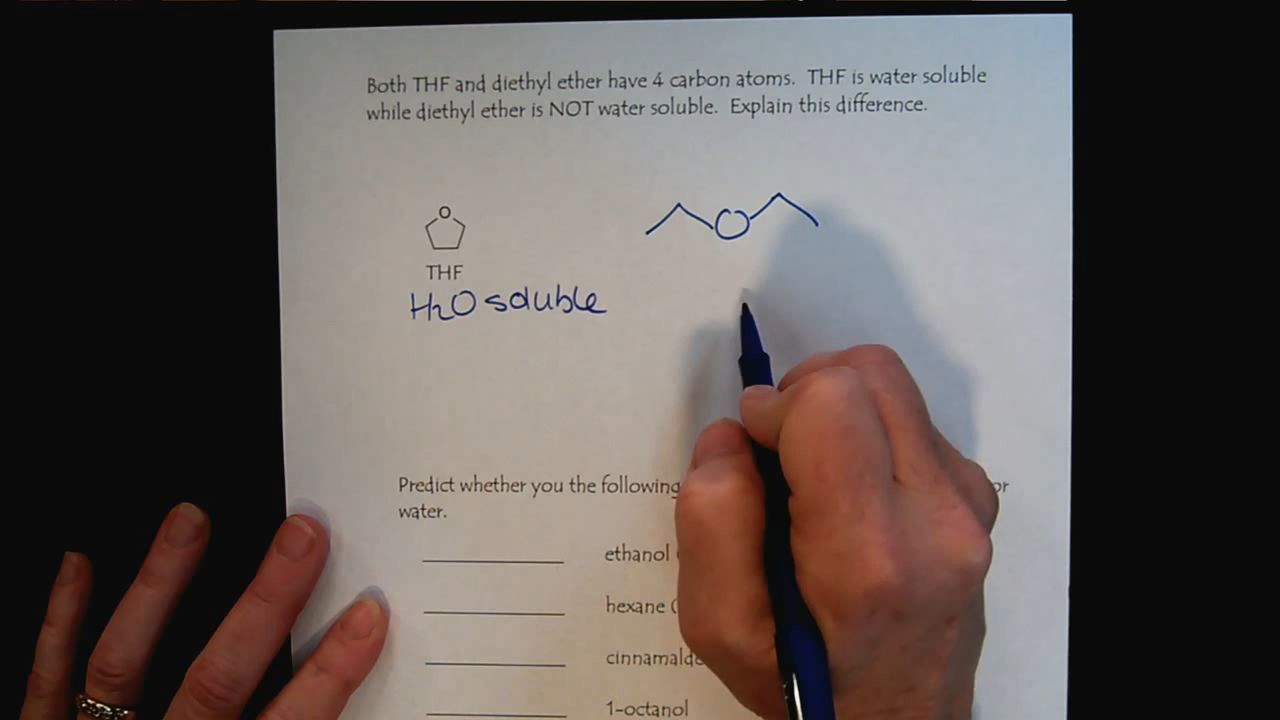 Both THF and diethyl ether have 4 carbon atoms. THF is water soluble
while diethyl ether is NOT water soluble. Explain this difference.
O
O
THF
H2O soluble
Predict whether you the following or
water.
ethanol
hexane (
1-octanol